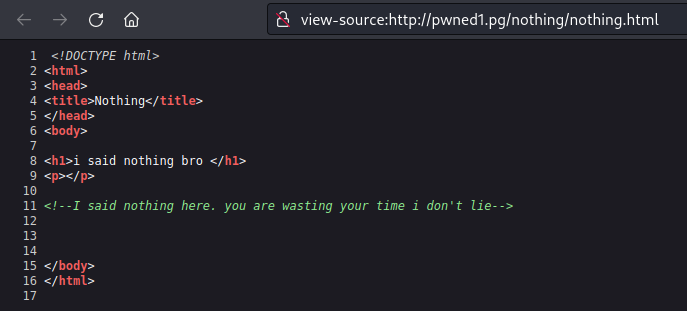 view-source:http://pwned1.pg/nothing/nothing.html
1 <!DOCTYPE html>
2 <html>
3 <head>
4 <title>Nothing</title>
5 </head>
6 <body>
7
8 <h1>i said nothing bro </h1>
9 <p></p>
10
11 <!--I said nothing here. you are wasting your time i don't lie-->
12
13
14
15 </body>
16 </html>
17